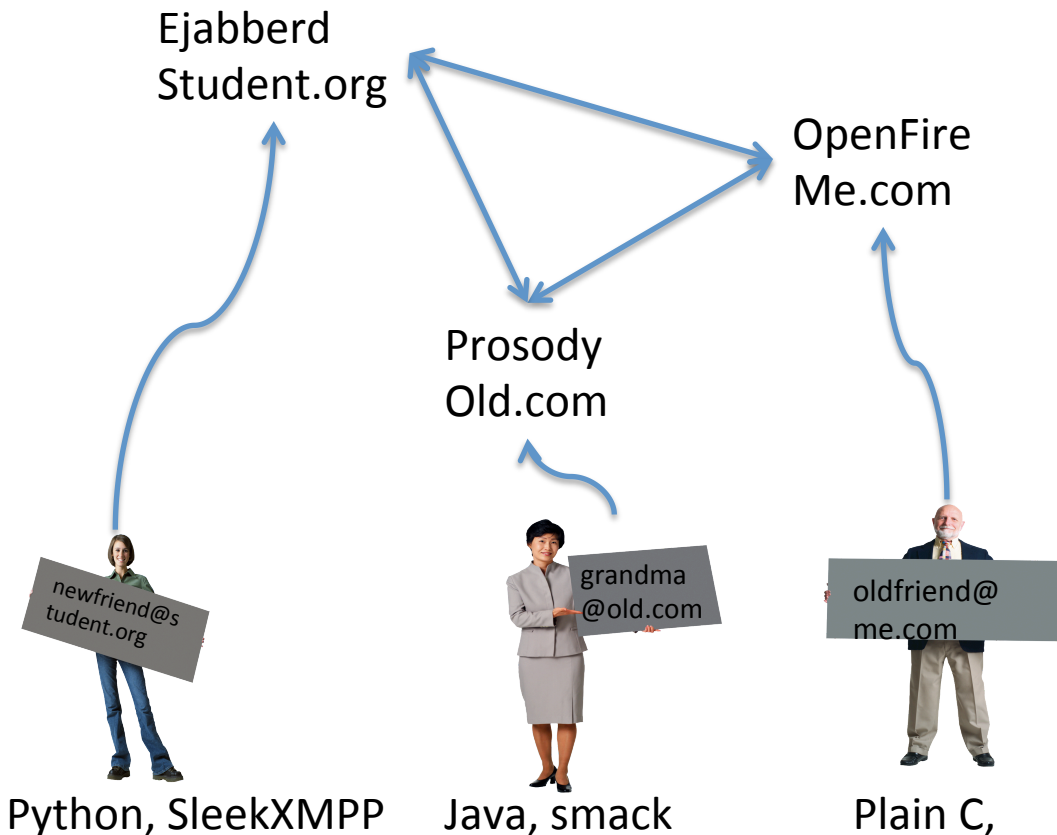 Ejabberd
Student.org
OpenFire
Me.com
Prosody
Old.com
newfriend@s
tudent.org
grandma
@old.com
oldfriend@
me.com
Python, SleekXMPP
Java, smack
Plain C,